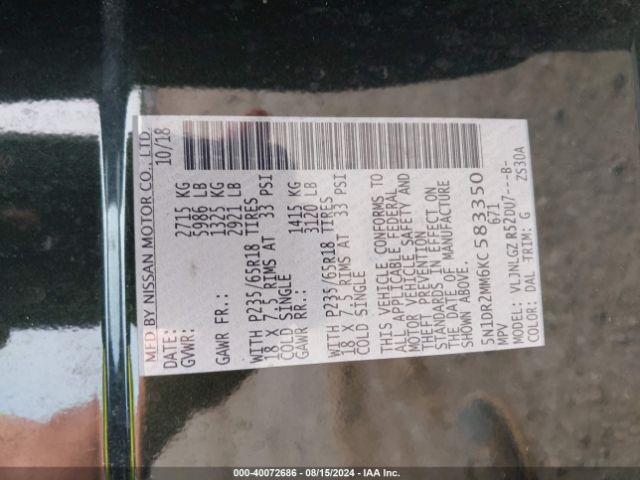 MFD BY NISSAN MOTOR CO., LTD.
DATE: 10/18
GVWR: 2715 KG
5986 LB
GAWR FR.: 1325 KG
2921 LB
WITH P235/65R18 TIRES
18 X 7.5 RIMS AT 33 PSI
COLD SINGLE
GAWR RR.: 1415 KG
3120 LB
WITH P235/65R18 TIRES
18 X 7.5 RIMS AT 33 PSI
COLD SINGLE
THIS VEHICLE CONFORMS TO
ALL APPLICABLE FEDERAL
MOTOR VEHICLE SAFETY AND
THEFT PREVENTION
STANDARDS IN EFFECT ON
THE DATE OF MANUFACTURE
SHOWN ABOVE.
5N1DR2MM6KC583350
MPV 671
MODEL: VLJNLGZ R52DU7---B-
COLOR: DAL TRIM: G ZS30A
000-40072686 - 08/15/2024 - IAA Inc.